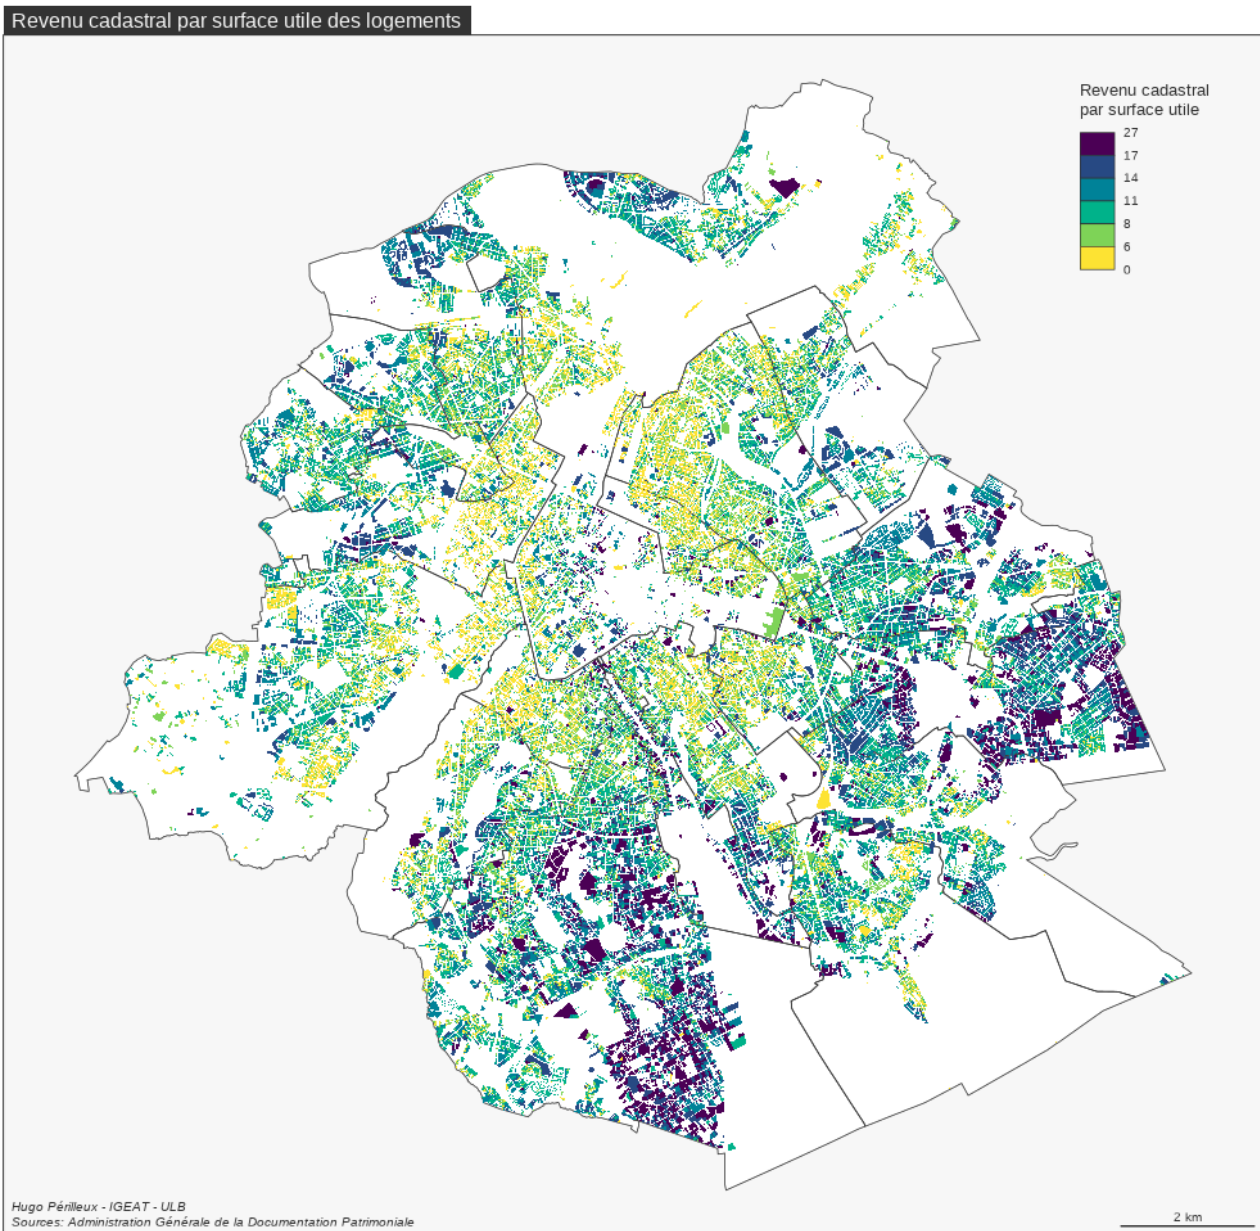 Revenu cadastral par surface utile des logements
Revenu cadastral
par surface utile
27
17
14
11
8
6
0
Hugo Périlleux - IGEAT - ULB
Sources: Administration Générale de la Documentation Patrimoniale
2 km